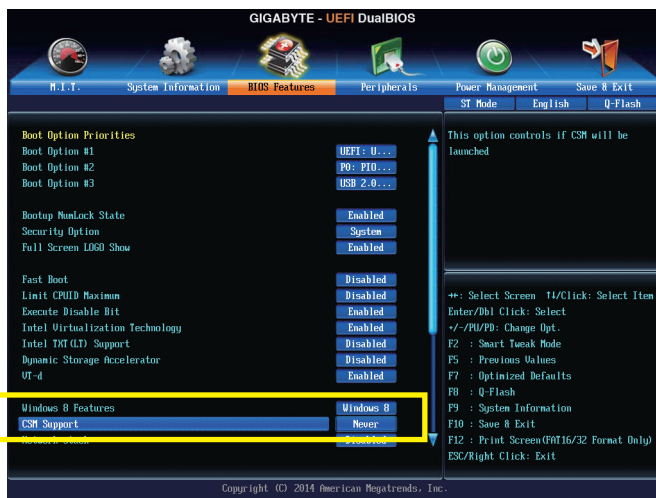 GIGABYTE - UEFI DualBIOS
M.I.T. System Information BIOS Features Peripherals Power Management Save & Exit
ST Mode English Q-Flash
Boot Option Priorities
Boot Option #1 UEFI: U...
Boot Option #2 P0: PIO...
Boot Option #3 USB 2.0...
Bootup NumLock State Enabled
Security Option System
Full Screen LOGO Show Enabled
Fast Boot Disabled
Limit CPUID Maximum Disabled
Execute Disable Bit Enabled
Intel Virtualization Technology Enabled
Intel TXT(LT) Support Disabled
Dynamic Storage Accelerator Disabled
VT-d Enabled
Windows 8 Features Windows 8
CSM Support Never
Network stack Disabled
This option controls if CSM will be
launched
: Select Screen ↑↓/Click: Select Item
Enter/Dbl Click: Select
+/-/PU/PD: Change Opt.
F2 : Smart Tweak Mode
F5 : Previous Values
F7 : Optimized Defaults
F8 : Q-Flash
F9 : System Information
F10 : Save & Exit
F12 : Print Screen(FAT16/32 Format Only)
ESC/Right Click: Exit
Copyright (C) 2014 American Megatrends, Inc.